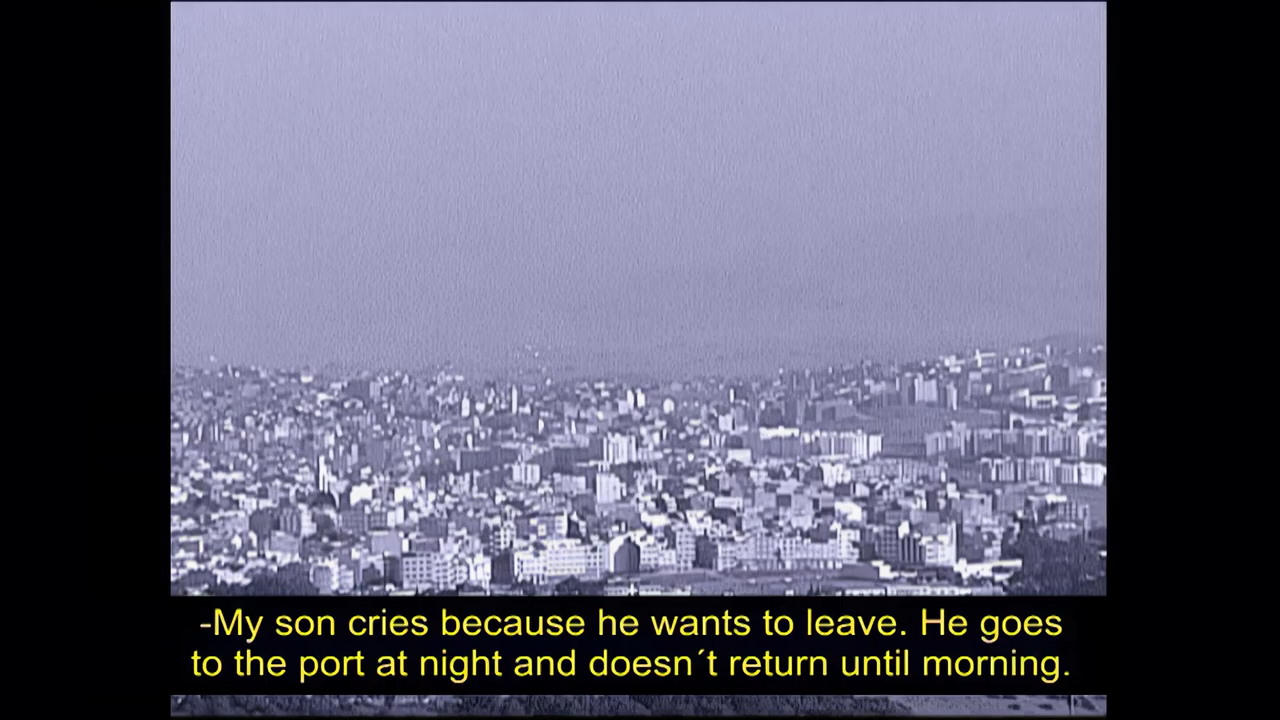 -My son cries because he wants to leave. He goes
to the port at night and doesn´t return until morning.